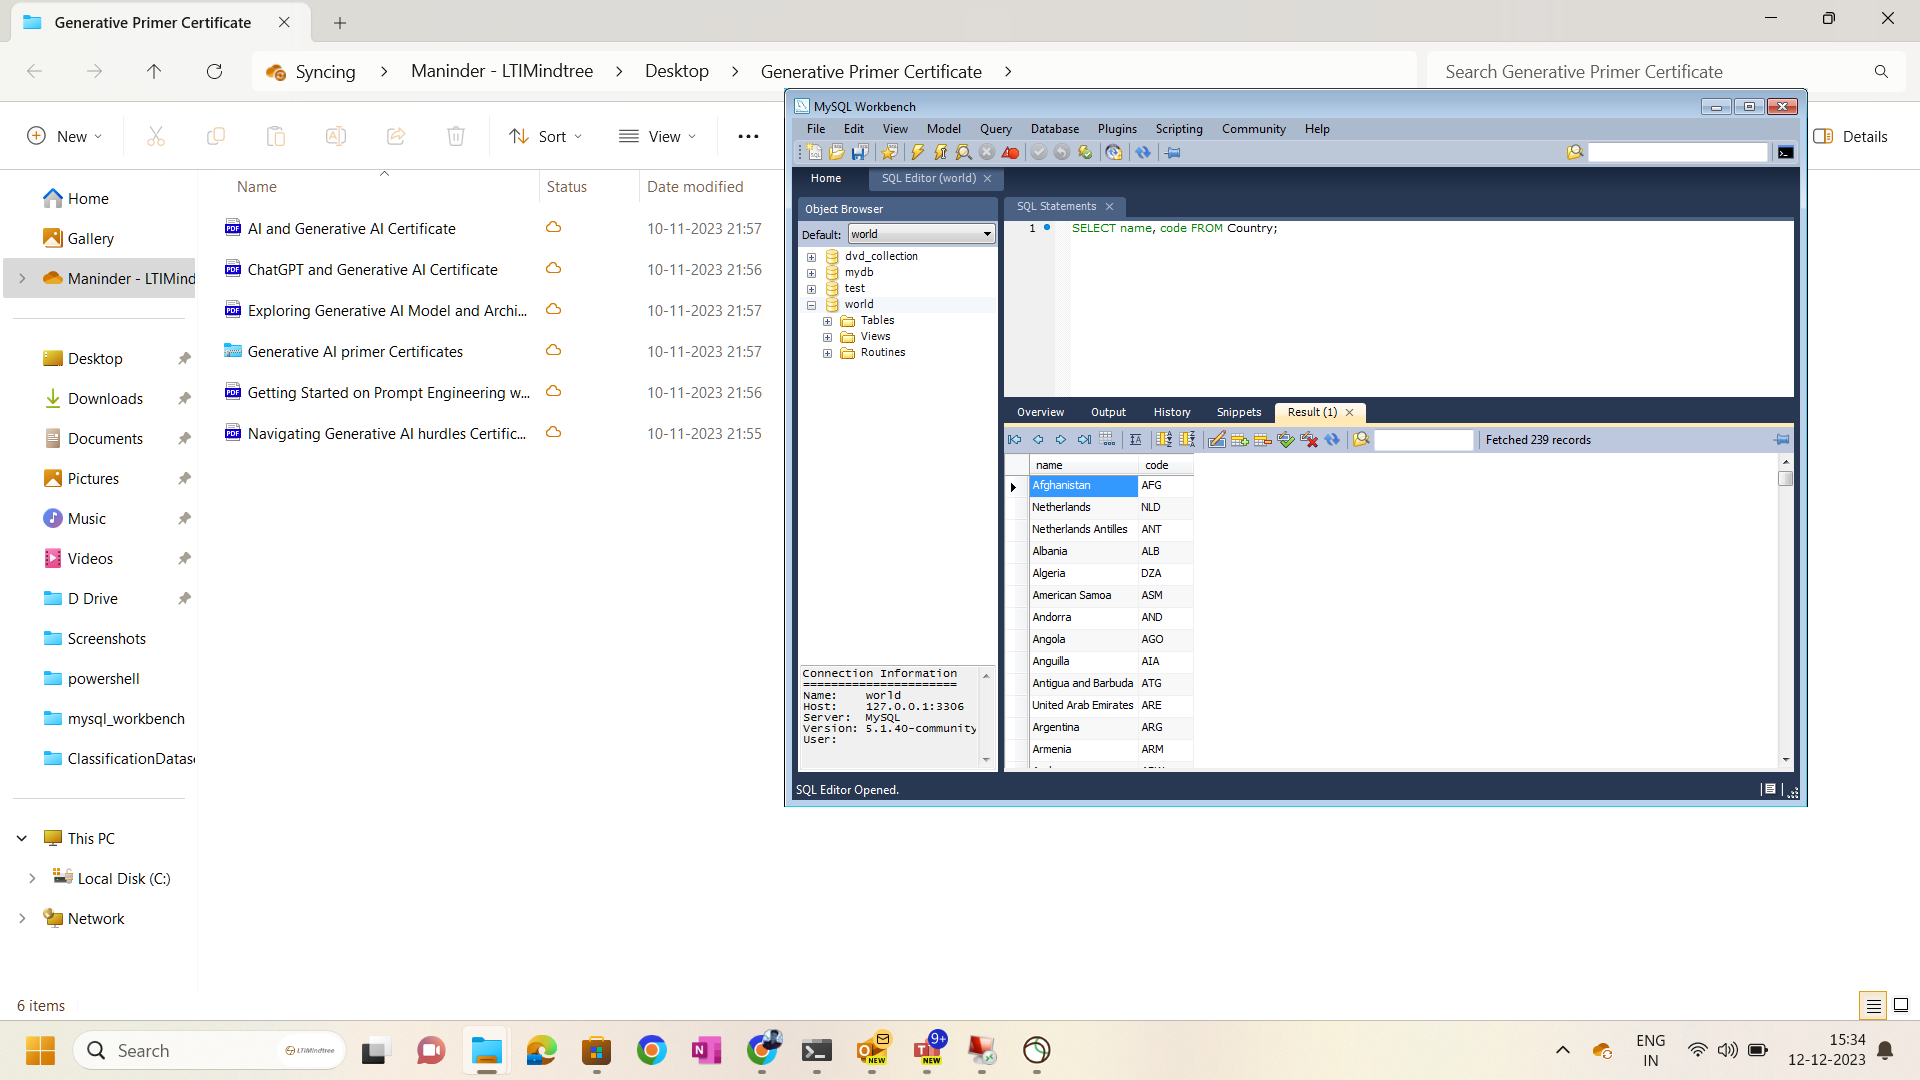 Generative Primer Certificate
Syncing
Maninder - LTIMindtree
Desktop
Generative Primer Certificate
Search Generative Primer Certificate
New
Sort
View
Details
Name
Status
Date modified
Home
Gallery
Maninder - LTIMind
Desktop
Downloads
Documents
Pictures
Music
Videos
D Drive
Screenshots
powershell
mysql_workbench
ClassificationDatas
This PC
Local Disk (C:)
Network
AI and Generative AI Certificate 10-11-2023 21:57
ChatGPT and Generative AI Certificate 10-11-2023 21:56
Exploring Generative AI Model and Archi... 10-11-2023 21:57
Generative AI primer Certificates 10-11-2023 21:57
Getting Started on Prompt Engineering w... 10-11-2023 21:56
Navigating Generative AI hurdles Certific... 10-11-2023 21:55
6 items
MySQL Workbench
File Edit View Model Query Database Plugins Scripting Community Help
Home
SQL Editor (world)
Object Browser
Default: world
dvd_collection
mydb
test
world
Tables
Views
Routines
Connection Information
======================
Name: world
Host: 127.0.0.1:3306
Server: MySQL
Version: 5.1.40-community
User:
SQL Statements
1 SELECT name, code FROM Country;
Overview Output History Snippets Result (1)
Fetched 239 records
name code
Afghanistan AFG
Netherlands NLD
Netherlands Antilles ANT
Albania ALB
Algeria DZA
American Samoa ASM
Andorra AND
Angola AGO
Anguilla AIA
Antigua and Barbuda ATG
United Arab Emirates ARE
Argentina ARG
Armenia ARM
SQL Editor Opened.
Search
LTIMindtree
NEW
9+
NEW
ENG
IN
15:34
12-12-2023